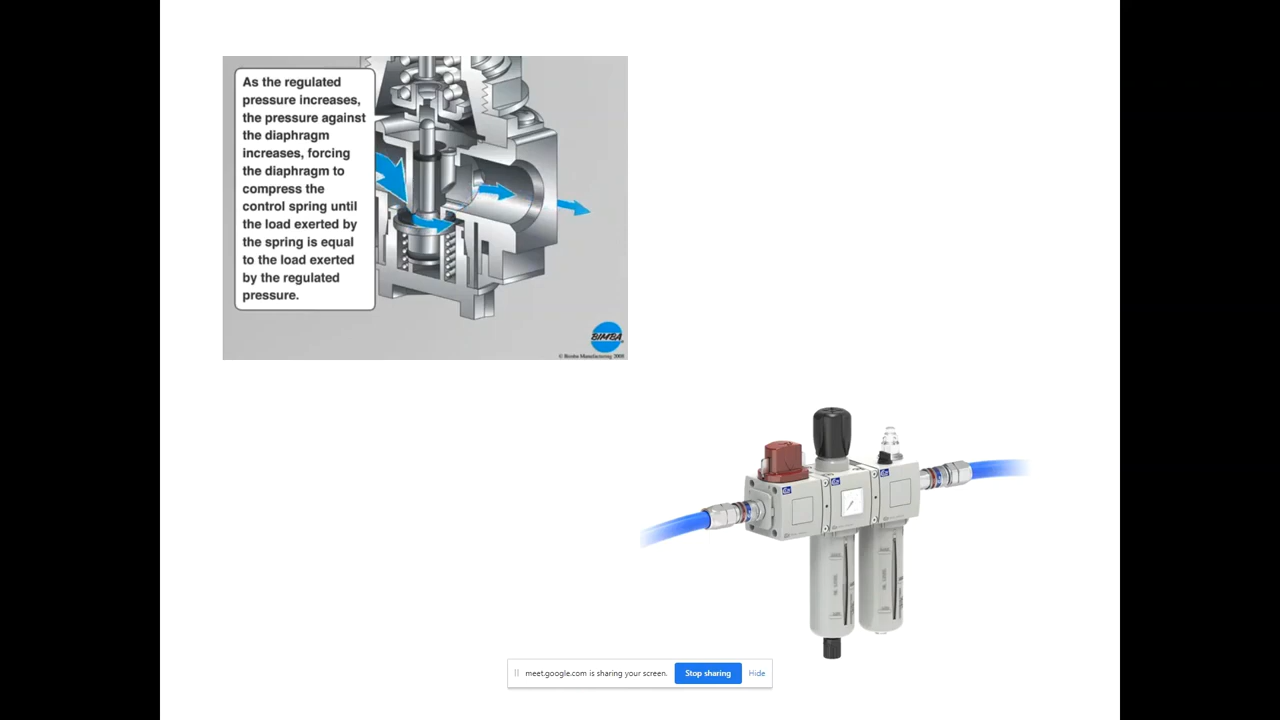 As the regulated
pressure increases,
the pressure against
the diaphragm
increases, forcing
the diaphragm to
compress the
control spring until
the load exerted by
the spring is equal
to the load exerted
by the regulated
pressure.
BIMBA
© Bimba Manufacturing
meet.google.com is sharing your screen.
Stop sharing
Hide